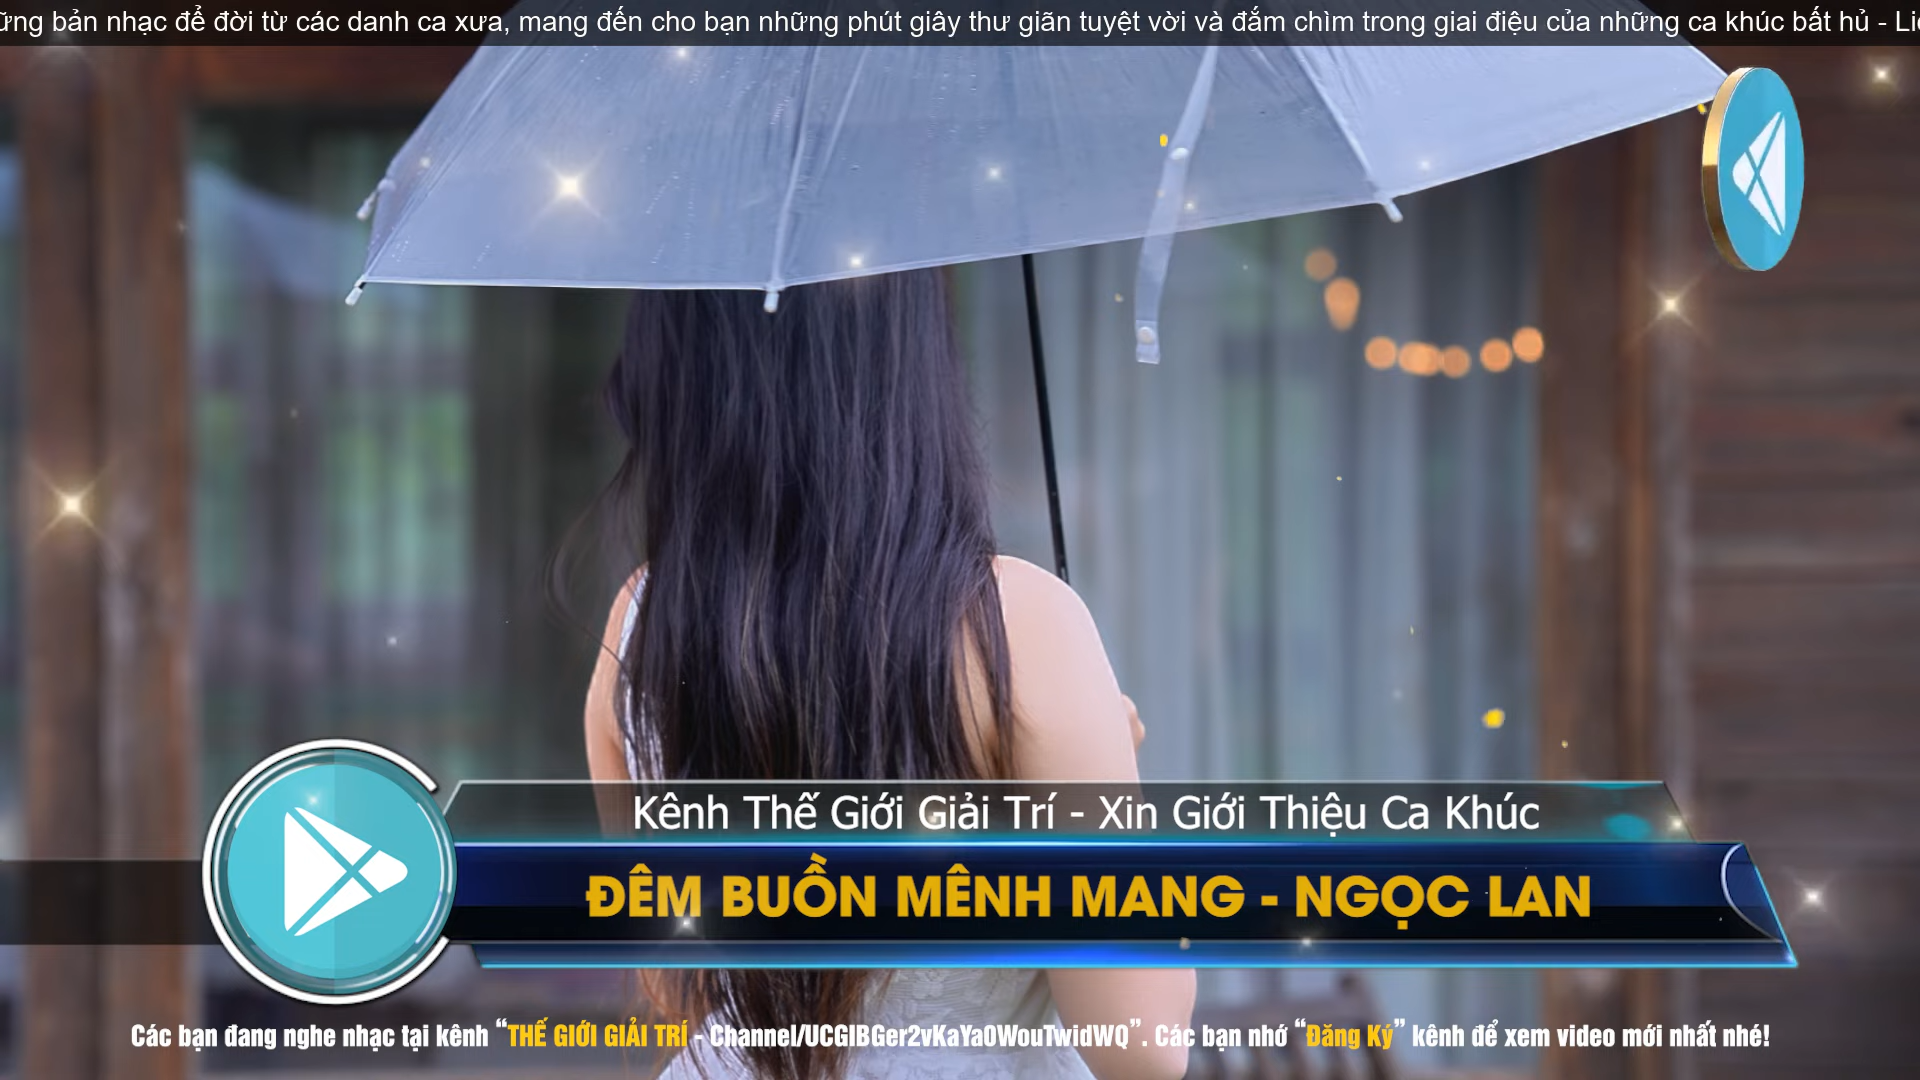 bản nhạc để đời từ các danh ca xưa, mang đến cho bạn những phút giây thư giãn tuyệt vời và đắm chìm trong giai điệu của những ca khúc bất hủ -
Kênh Thế Giới Giải Trí - Xin Giới Thiệu Ca Khúc
ĐÊM BUỒN MÊNH MANG - NGỌC LAN
Các bạn đang nghe nhạc tại kênh “THẾ GIỚI GIẢI TRÍ - Channel/UCGIBGer2vKaYa0WouTwidWQ”. Các bạn nhớ “Đăng Ký” kênh để xem video mới nhất nhé!